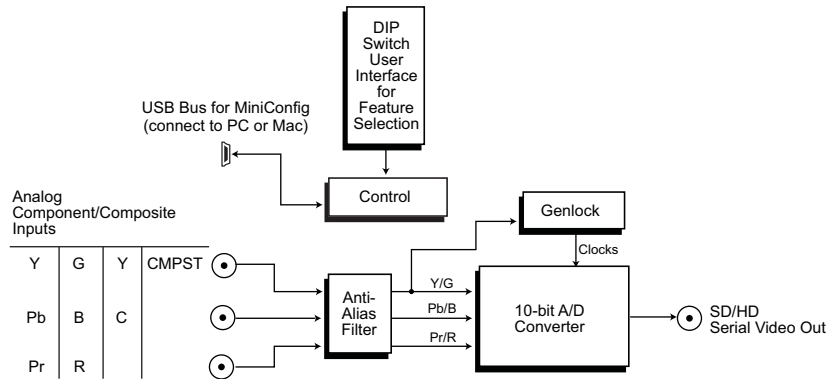 DIP
Switch
User
Interface
for
Feature
Selection
USB Bus for MiniConfig
(connect to PC or Mac)
Control
Genlock
Clocks
Analog
Component/Composite
Inputs
Y G Y CMPST
Pb B C
Pr R
Anti-
Alias
Filter
Y/G
Pb/B
Pr/R
10-bit A/D
Converter
SD/HD
Serial Video Out